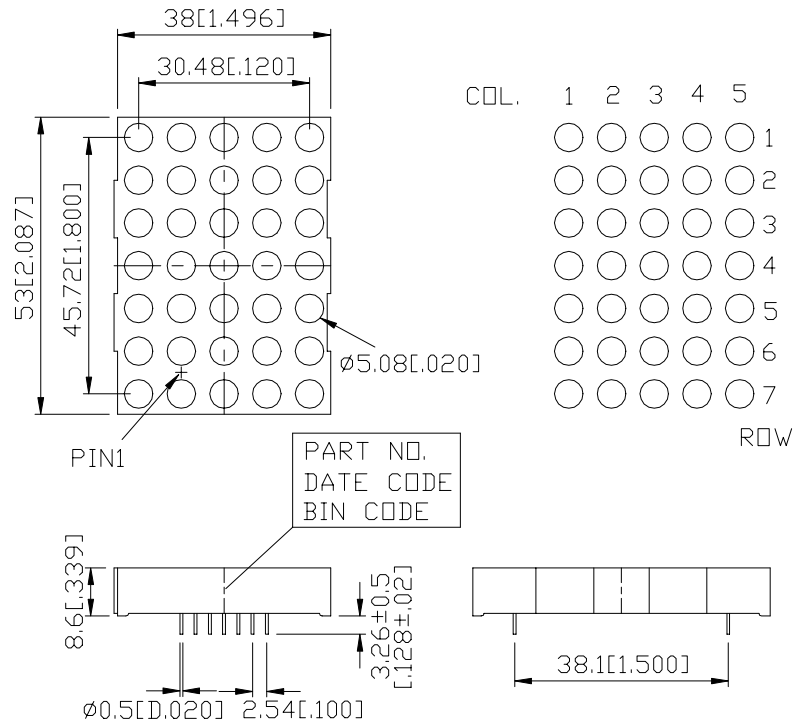 38[1.496]
30.48[.120]
COL. 1 2 3 4 5
1
2
3
4
5
6
7
ROW
53[2.087]
45.72[1.800]
Ø5.08[.020]
PIN1
PART NO.
DATE CODE
BIN CODE
8.6[.339]
3.26±0.5
[.128±.02]
38.1[1.500]
Ø0.5[D.020] 2.54[.100]